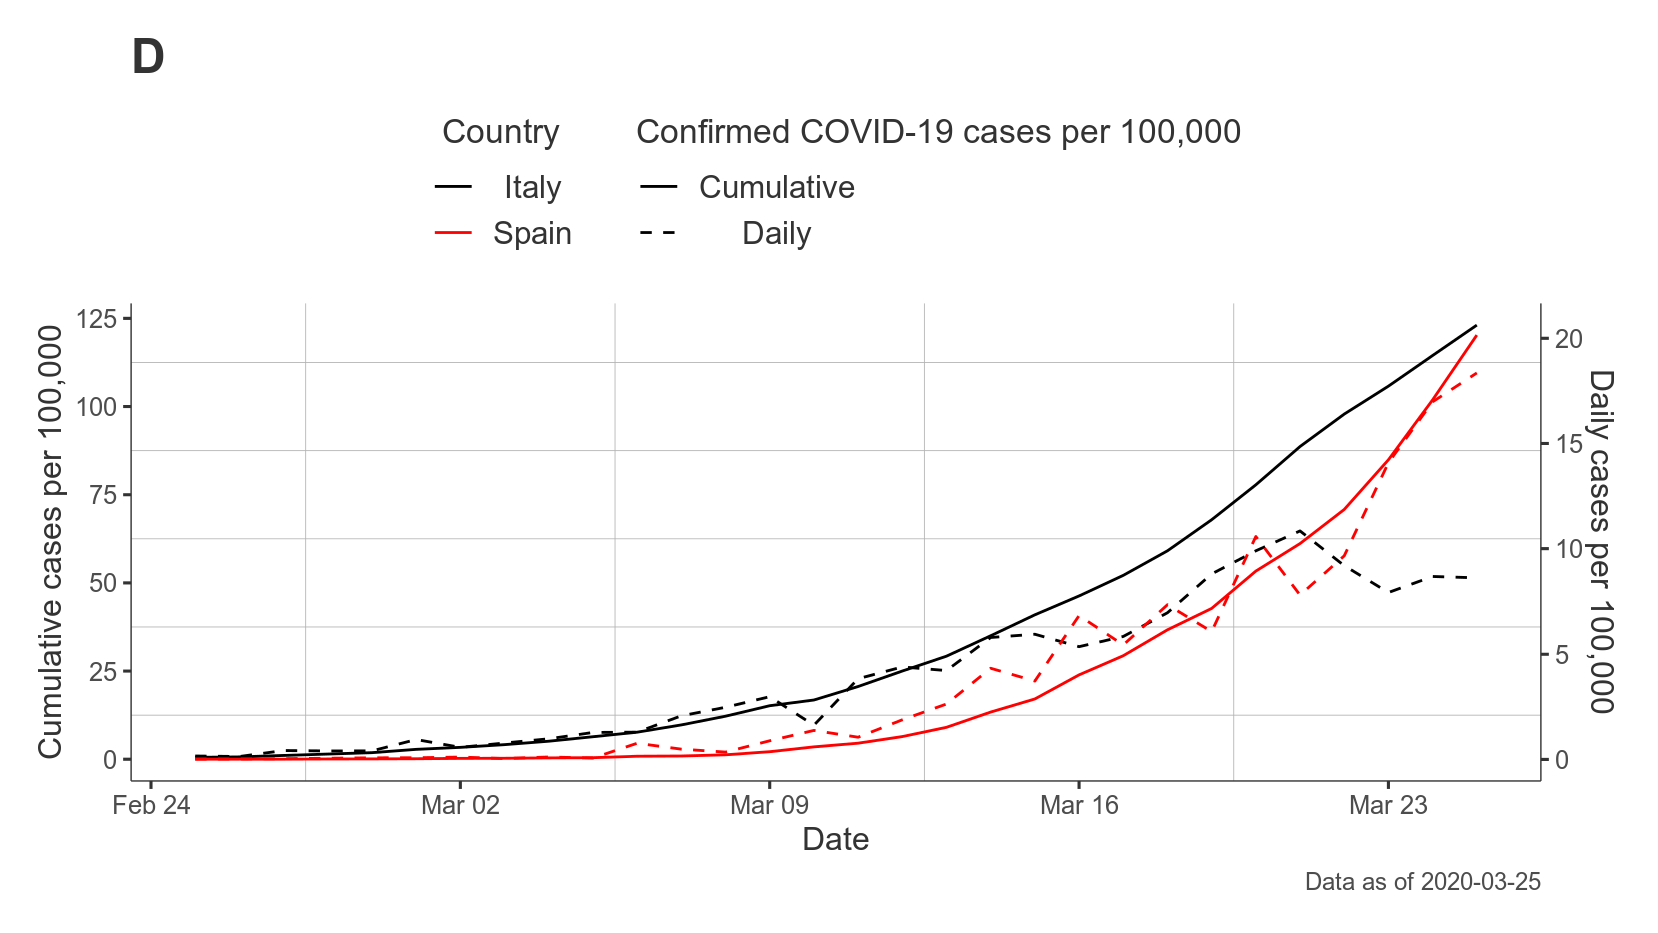 D
Country
Confirmed COVID-19 cases per 100,000
Italy
Cumulative
Spain
Daily
Cumulative cases per 100,000
125
100
75
50
25
0
20
15
10
5
0
Daily cases per 100,000
Feb 24
Mar 02
Mar 09
Mar 16
Mar 23
Date
Data as of 2020-03-25